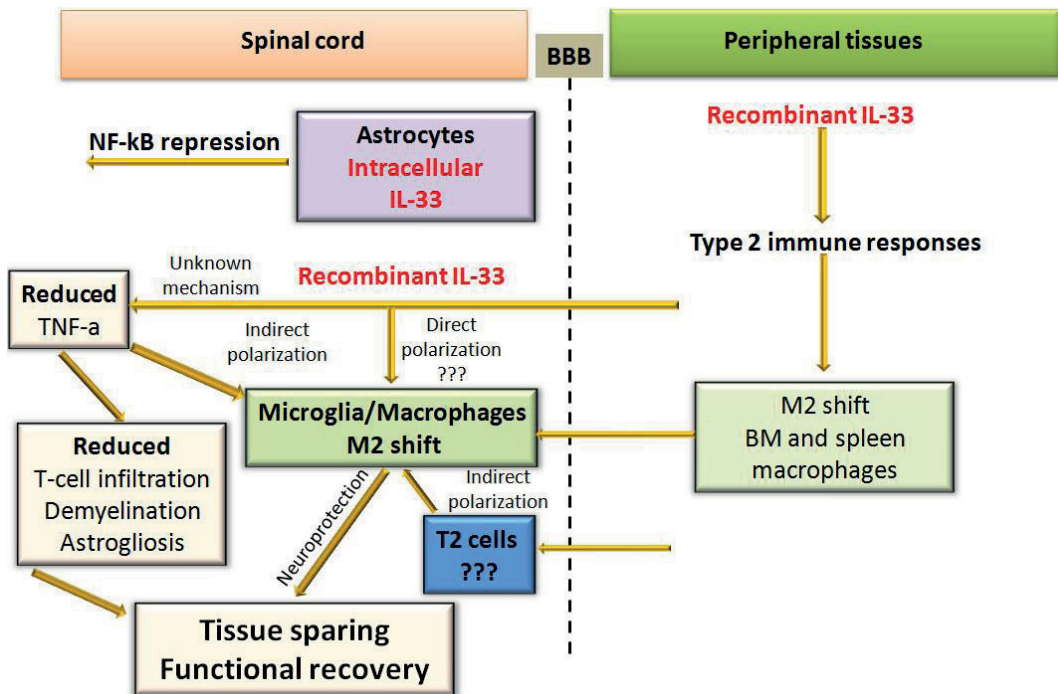 Spinal cord
BBB
Peripheral tissues
Recombinant IL-33
NF-kB repression
Astrocytes
Intracellular
IL-33
Type 2 immune responses
Unknown
mechanism
Recombinant IL-33
Reduced
TNF-a
Indirect
polarization
Direct
polarization
???
Microglia/Macrophages
M2 shift
M2 shift
BM and spleen
macrophages
Reduced
T-cell infiltration
Demyelination
Astrogliosis
Neuroprotection
Indirect
polarization
T2 cells
???
Tissue sparing
Functional recovery